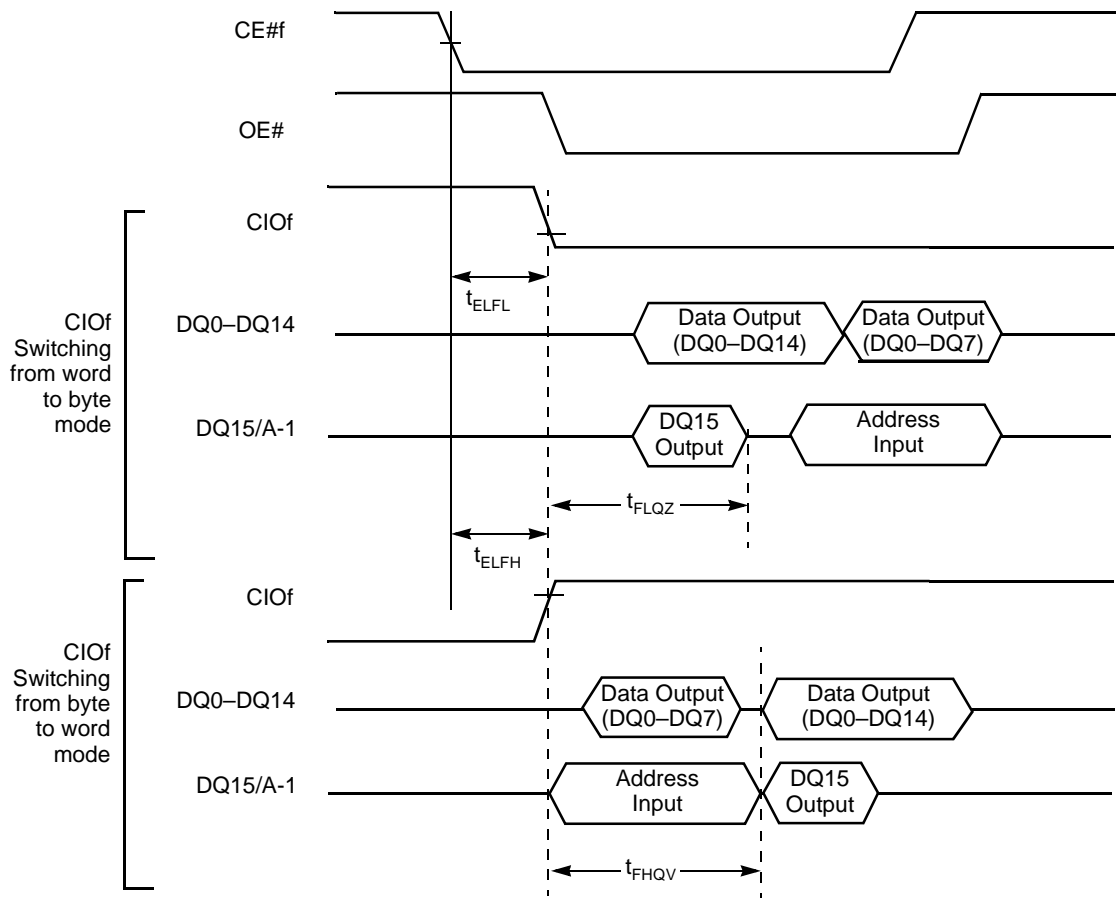 CE#f
OE#
CIOf
Switching
from word
to byte
mode
CIOf
tELFL
DQ0–DQ14
Data Output
(DQ0–DQ14)
Data Output
(DQ0–DQ7)
DQ15/A-1
DQ15
Output
Address
Input
tFLQZ
tELFH
CIOf
Switching
from byte
to word
mode
CIOf
DQ0–DQ14
Data Output
(DQ0–DQ7)
Data Output
(DQ0–DQ14)
DQ15/A-1
Address
Input
DQ15
Output
tFHQV